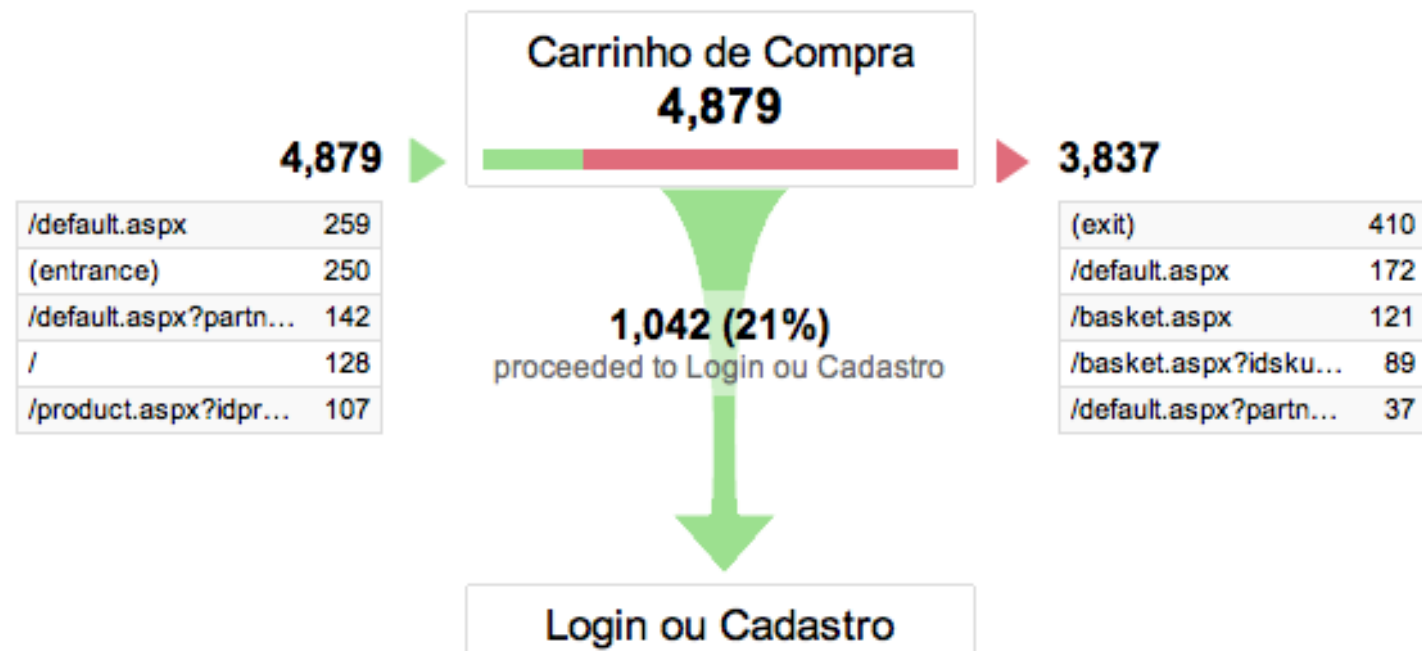 Carrinho de Compra
4,879
4,879
3,837
/default.aspx 259
(entrance) 250
/default.aspx?partn... 142
/ 128
/product.aspx?idpr... 107
(exit) 410
/default.aspx 172
/basket.aspx 121
/basket.aspx?idsku... 89
/default.aspx?partn... 37
1,042 (21%)
proceeded to Login ou Cadastro
Login ou Cadastro